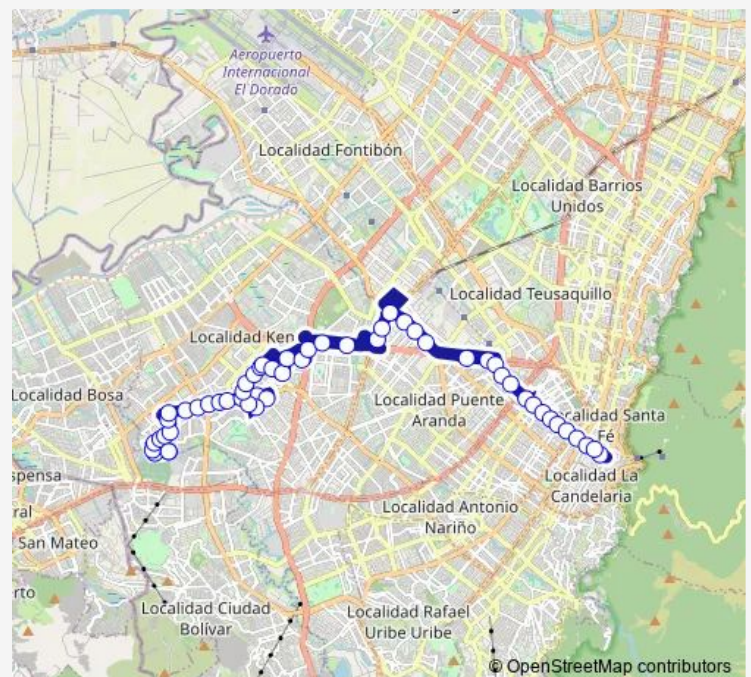 Aeropuerto
Internacional
El Dorado
Localidad Fontibón
Localidad Barrios
Unidos
Localidad Teusaquillo
Localidad Ken
Localidad Bosa
Localidad Puente
Aranda
calidad Santa
Fé
Localidad La
Candelaria
spensa
Localidad Antonio
Nariño
ral
San Mateo
rto
Localidad Ciudad
Bolívar
Localidad Rafael
Uribe Uribe
© OpenStreetMap contributors